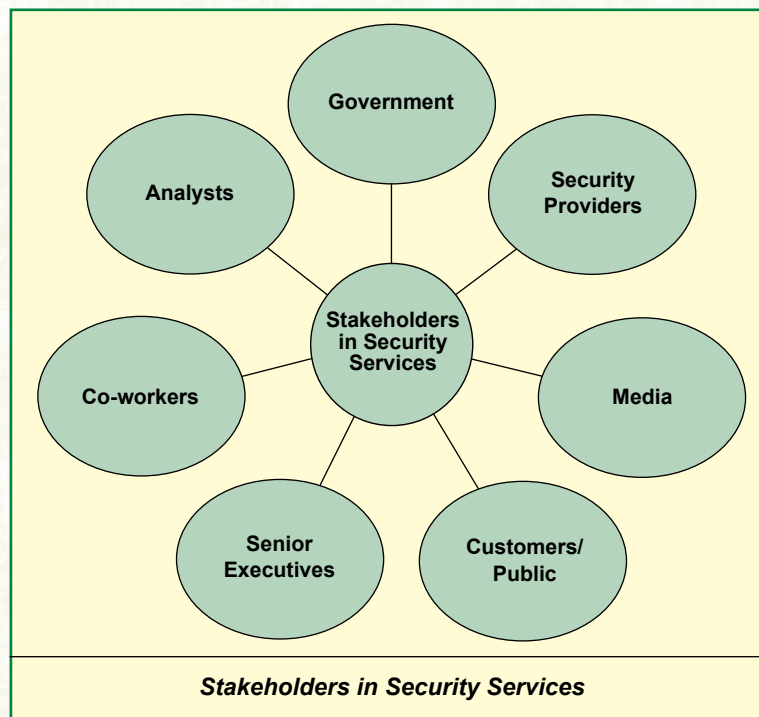 Government
Security
Providers
Analysts
Stakeholders
in Security
Services
Co-workers
Media
Senior
Executives
Customers/
Public
Stakeholders in Security Services